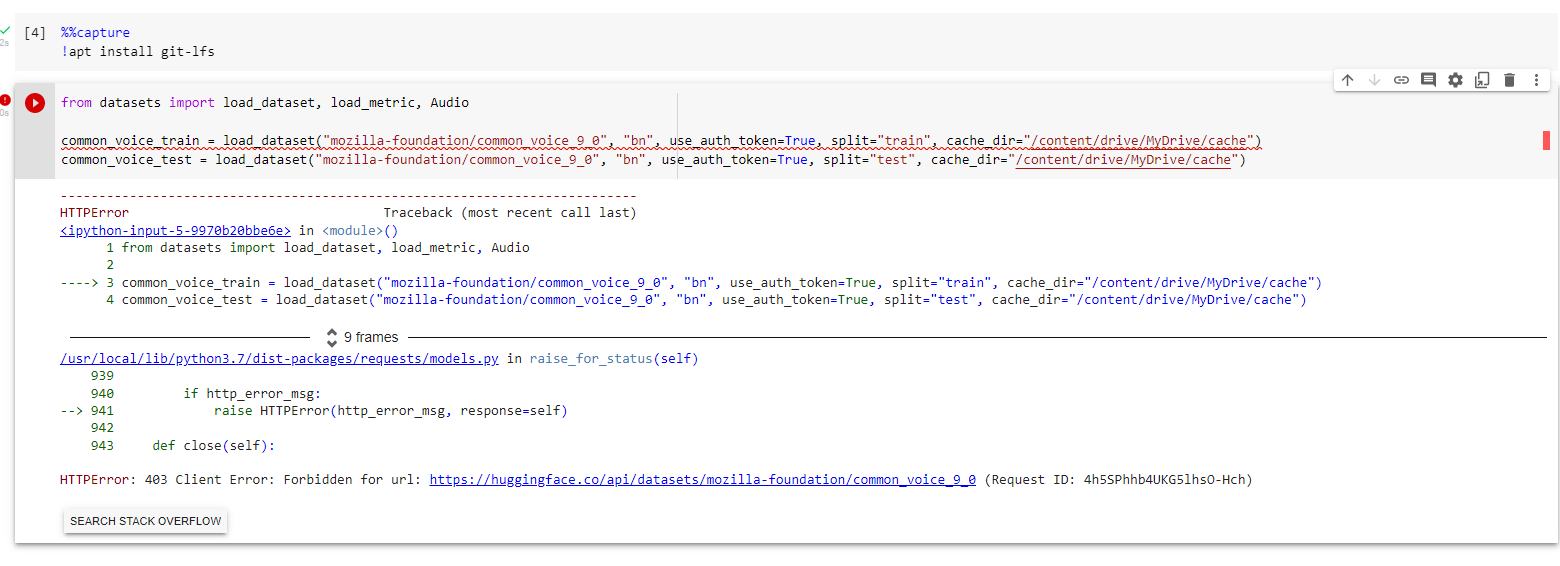 [4] %%capture
!apt install git-lfs
2s
0s
from datasets import load_dataset, load_metric, Audio
common_voice_train = load_dataset("mozilla-foundation/common_voice_9_0", "bn", use_auth_token=True, split="train", cache_dir="/content/drive/MyDrive/cache")
common_voice_test = load_dataset("mozilla-foundation/common_voice_9_0", "bn", use_auth_token=True, split="test", cache_dir="/content/drive/MyDrive/cache")
---------------------------------------------------------------------------
HTTPError Traceback (most recent call last)
<ipython-input-5-9970b20bbe6e> in <module>()
1 from datasets import load_dataset, load_metric, Audio
2
----> 3 common_voice_train = load_dataset("mozilla-foundation/common_voice_9_0", "bn", use_auth_token=True, split="train", cache_dir="/content/drive/MyDrive/cache")
4 common_voice_test = load_dataset("mozilla-foundation/common_voice_9_0", "bn", use_auth_token=True, split="test", cache_dir="/content/drive/MyDrive/cache")
9 frames
/usr/local/lib/python3.7/dist-packages/requests/models.py in raise_for_status(self)
939
940 if http_error_msg:
--> 941 raise HTTPError(http_error_msg, response=self)
942
943 def close(self):
HTTPError: 403 Client Error: Forbidden for url: https://huggingface.co/api/datasets/mozilla-foundation/common_voice_9_0 (Request ID: 4h5SPhhb4UKG5lhsO-Hch)
SEARCH STACK OVERFLOW